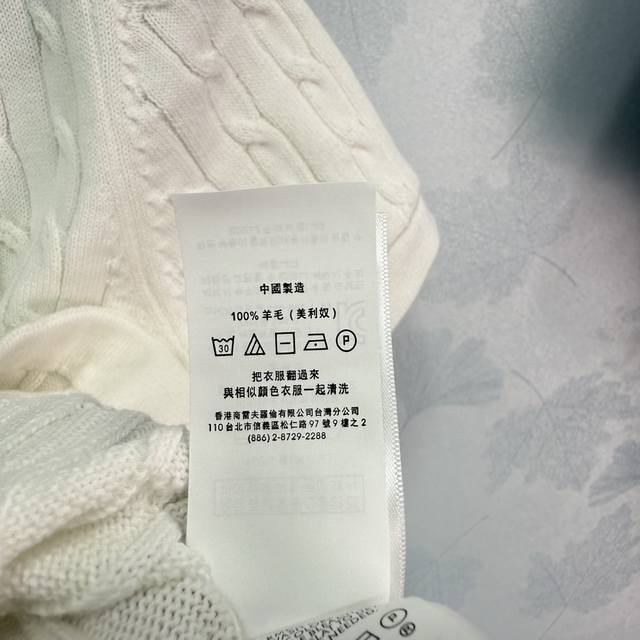 中國製造
100% 羊毛 ( 美利奴 )
30 P
把衣服翻過來
與相似顏色衣服一起清洗
香港商雷夫羅倫有限公司台灣分公司
110 台北市信義區松仁路 97 號 9 樓之 2
(886) 2-8729-2288